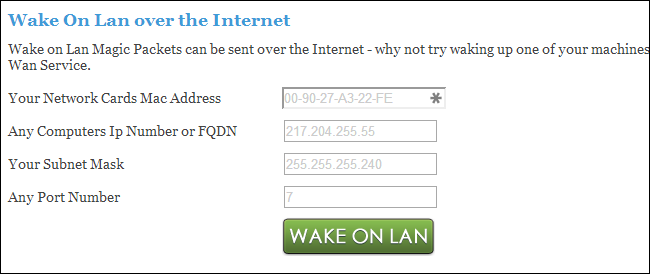 Wake On Lan over the Internet
Wake on Lan Magic Packets can be sent over the Internet - why not try waking up one of your machines
Wan Service.
Your Network Cards Mac Address 00-90-27-A3-22-FE *
Any Computers Ip Number or FQDN 217.204.255.55
Your Subnet Mask 255.255.255.240
Any Port Number 7
WAKE ON LAN